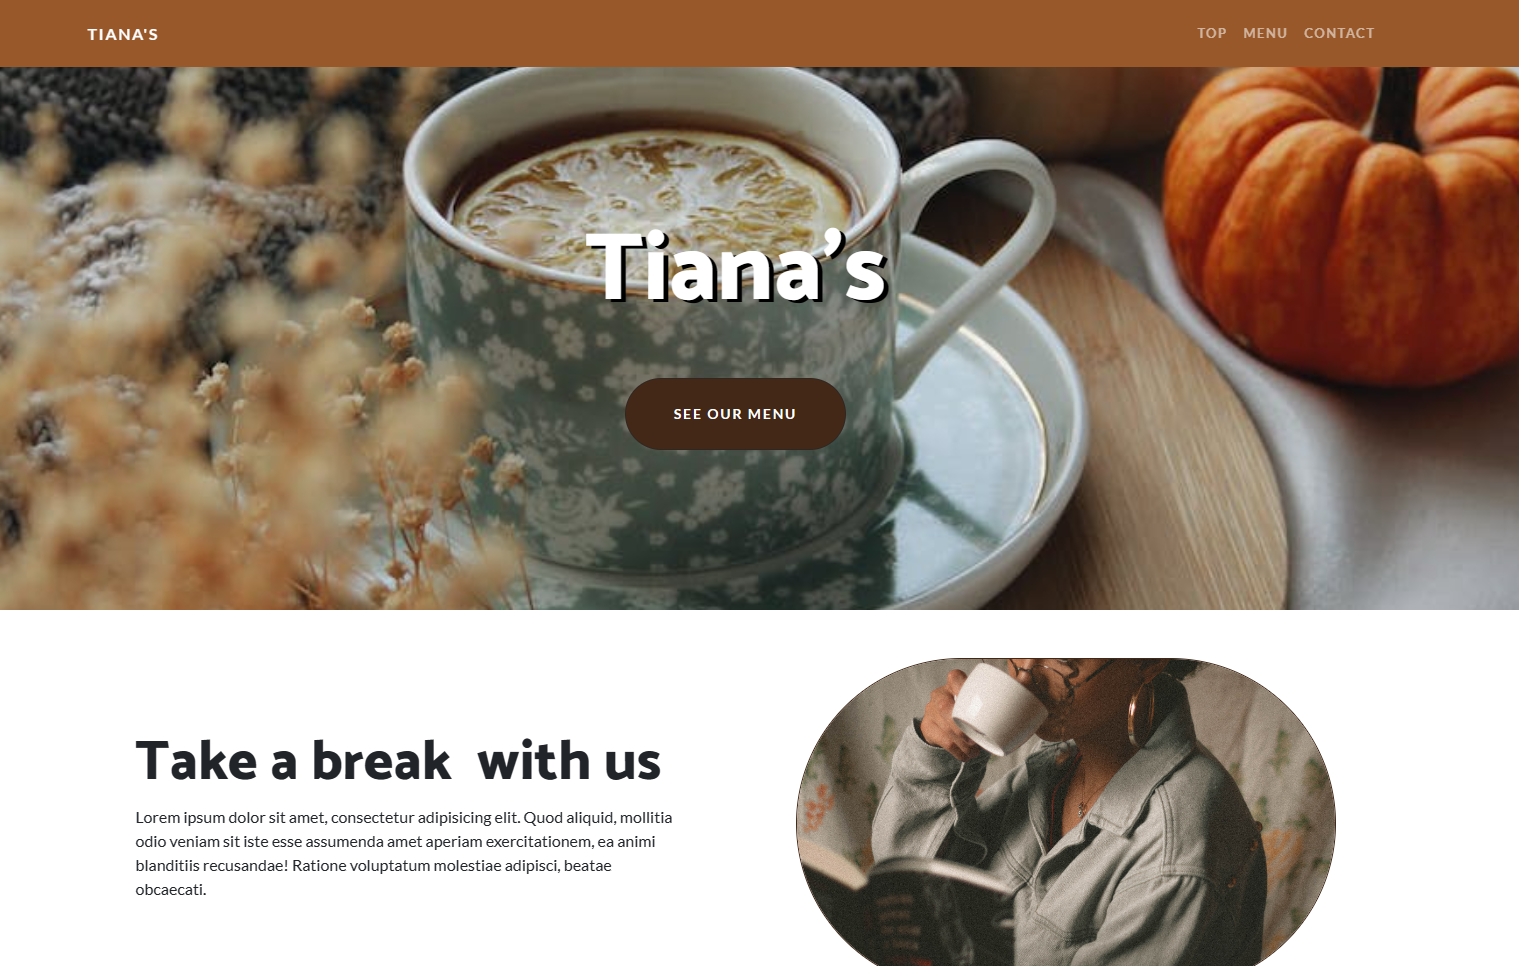 TIANA'S
TOP MENU CONTACT
Tiana's
SEE OUR MENU
Take a break  with us
Lorem ipsum dolor sit amet, consectetur adipisicing elit. Quod aliquid, mollitia
odio veniam sit iste esse assumenda amet aperiam exercitationem, ea animi
blanditiis recusandae! Ratione voluptatum molestiae adipisci, beatae
obcaecati.